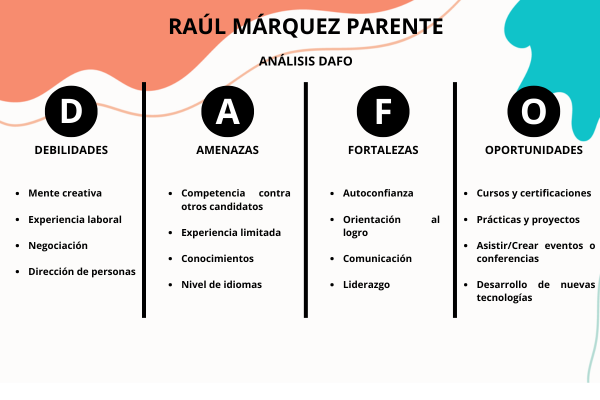 RAÚL MÁRQUEZ PARENTE
ANÁLISIS DAFO
D
DEBILIDADES
• Mente creativa
• Experiencia laboral
• Negociación
• Dirección de personas
A
AMENAZAS
• Competencia contra
otros candidatos
• Experiencia limitada
• Conocimientos
• Nivel de idiomas
F
FORTALEZAS
• Autoconfianza
• Orientación al
logro
• Comunicación
• Liderazgo
O
OPORTUNIDADES
• Cursos y certificaciones
• Prácticas y proyectos
• Asistir/Crear eventos o
conferencias
• Desarrollo de nuevas
tecnologías